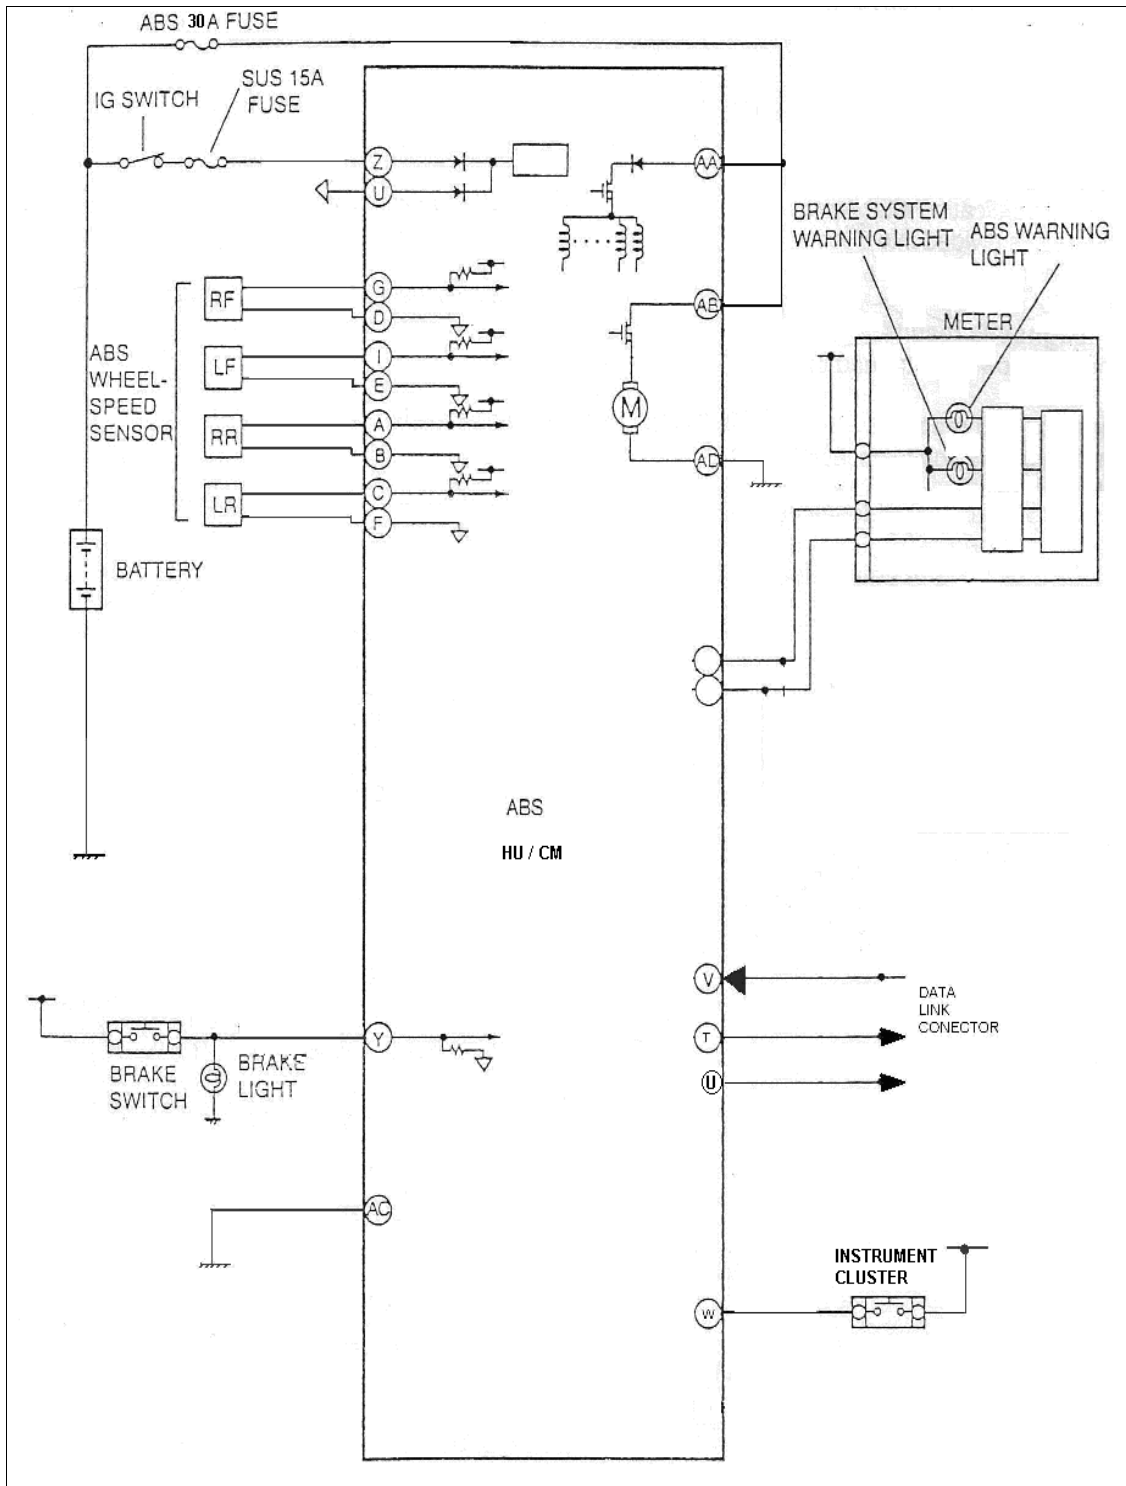 ABS 30A FUSE
SUS 15A
FUSE
IG SWITCH
Z
U
AA
BRAKE SYSTEM
WARNING LIGHT
ABS WARNING
LIGHT
RF
G
D
AB
METER
ABS
WHEEL-
SPEED
SENSOR
LF
I
E
M
RR
A
B
AD
LR
C
F
BATTERY
ABS
HU / CM
V
DATA
LINK
CONECTOR
T
U
Y
BRAKE
SWITCH
BRAKE
LIGHT
AC
INSTRUMENT
CLUSTER
W